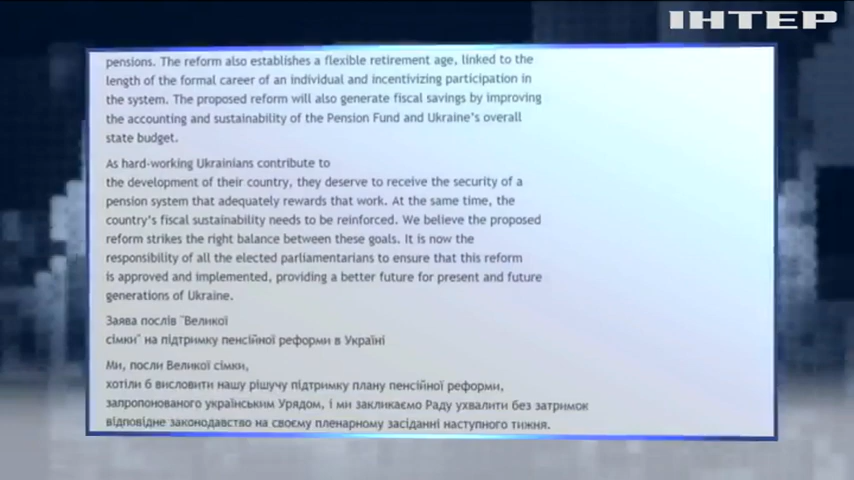 ІНТЕР
pensions. The reform also establishes a flexible retirement age, linked to the
length of the formal career of an individual and incentivizing participation in
the system. The proposed reform will also generate fiscal savings by improving
the accounting and sustainability of the Pension Fund and Ukraine's overall
state budget.
As hard-working Ukrainians contribute to
the development of their country, they deserve to receive the security of a
pension system that adequately rewards that work. At the same time, the
country's fiscal sustainability needs to be reinforced. We believe the proposed
reform strikes the right balance between these goals. It is now the
responsibility of all the elected parliamentarians to ensure that this reform
is approved and implemented, providing a better future for present and future
generations of Ukraine.
Заява послів "Великої
сімки" на підтримку пенсійної реформи в Україні
Ми, посли Великої сімки,
хотіли б висловити нашу рішучу підтримку плану пенсійної реформи,
запропонованого українським Урядом, і ми закликаємо Раду ухвалити без затримок
відповідне законодавство на своєму пленарному засіданні наступного тижня.